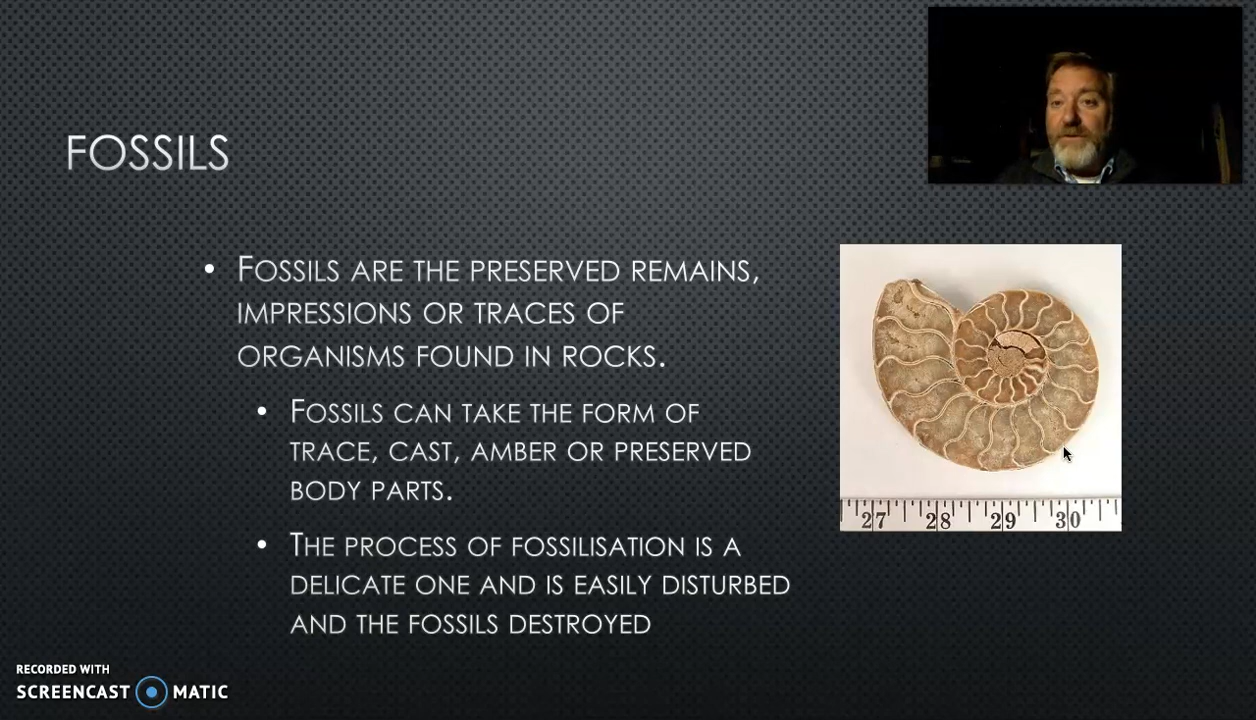 FOSSILS
• FOSSILS ARE THE PRESERVED REMAINS,
IMPRESSIONS OR TRACES OF
ORGANISMS FOUND IN ROCKS.
• FOSSILS CAN TAKE THE FORM OF
TRACE, CAST, AMBER OR PRESERVED
BODY PARTS.
• THE PROCESS OF FOSSILISATION IS A
DELICATE ONE AND IS EASILY DISTURBED
AND THE FOSSILS DESTROYED
27 28 29 30
RECORDED WITH
SCREENCAST MATIC